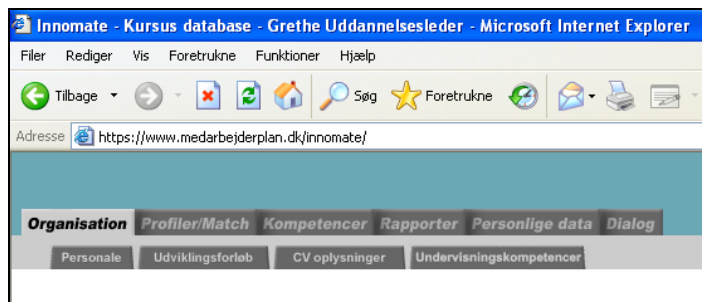 Innomate - Kursus database - Grethe Uddannelsesleder - Microsoft Internet Explorer
Filer Rediger Vis Foretrukne Funktioner Hjælp
Tilbage Søg Foretrukne
Adresse https://www.medarbejderplan.dk/innomate/
Organisation Profiler/Match Kompetencer Rapporter Personlige data Dialog
Personale Udviklingsforløb CV oplysninger Undervisningskompetencer